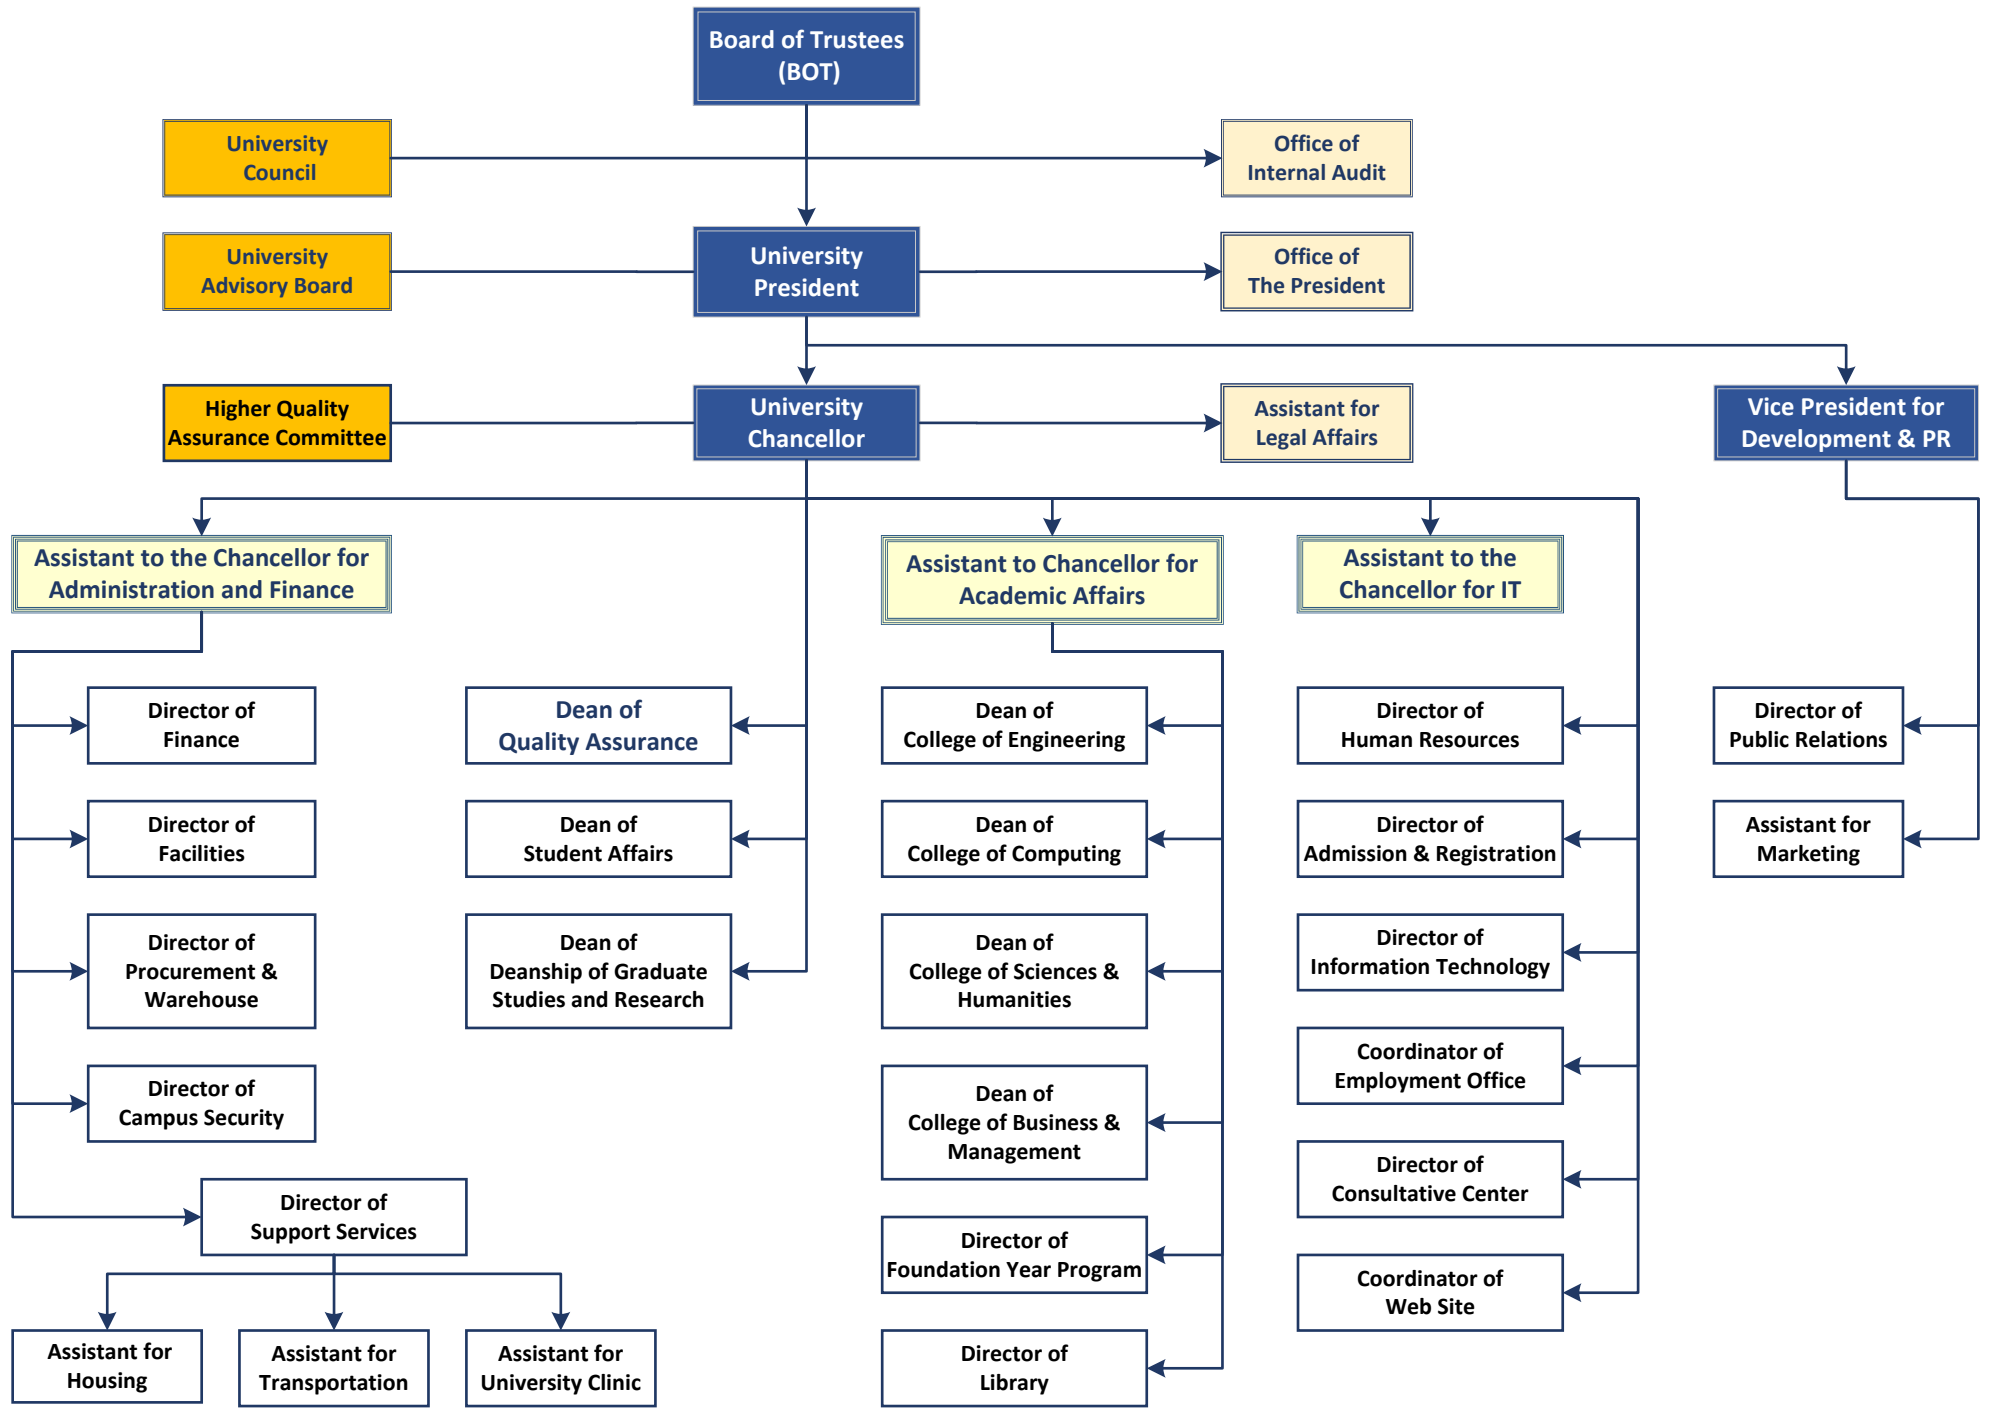 Board of Trustees
(BOT)
University
Council
Office of
Internal Audit
University
Advisory Board
University
President
Office of
The President
Higher Quality
Assurance Committee
University
Chancellor
Assistant for
Legal Affairs
Vice President for
Development & PR
Assistant to the Chancellor for
Administration and Finance
Assistant to Chancellor for
Academic Affairs
Assistant to the
Chancellor for IT
Director of
Finance
Dean of
Quality Assurance
Dean of
College of Engineering
Director of
Human Resources
Director of
Public Relations
Director of
Facilities
Dean of
Student Affairs
Dean of
College of Computing
Director of
Admission & Registration
Assistant for
Marketing
Director of
Procurement &
Warehouse
Dean of
Deanship of Graduate
Studies and Research
Dean of
College of Sciences &
Humanities
Director of
Information Technology
Director of
Campus Security
Dean of
College of Business &
Management
Coordinator of
Employment Office
Director of
Support Services
Director of
Foundation Year Program
Director of
Consultative Center
Coordinator of
Web Site
Assistant for
Housing
Assistant for
Transportation
Assistant for
University Clinic
Director of
Library